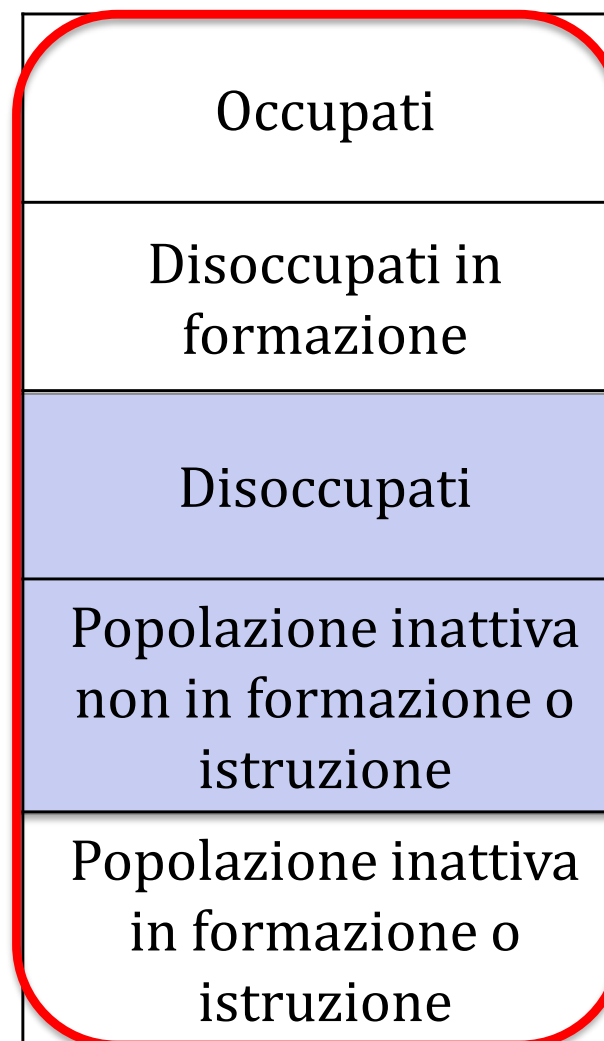 Occupati
Disoccupati in
formazione
Disoccupati
Popolazione inattiva
non in formazione o
istruzione
Popolazione inattiva
in formazione o
istruzione